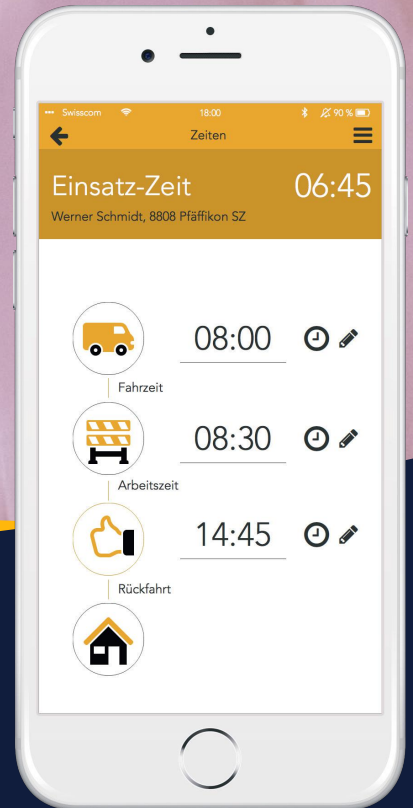 Swisscom 18:00 90 %
Zeiten
Einsatz-Zeit 06:45
Werner Schmidt, 8808 Pfäffikon SZ
08:00
Fahrzeit
08:30
Arbeitszeit
14:45
Rückfahrt